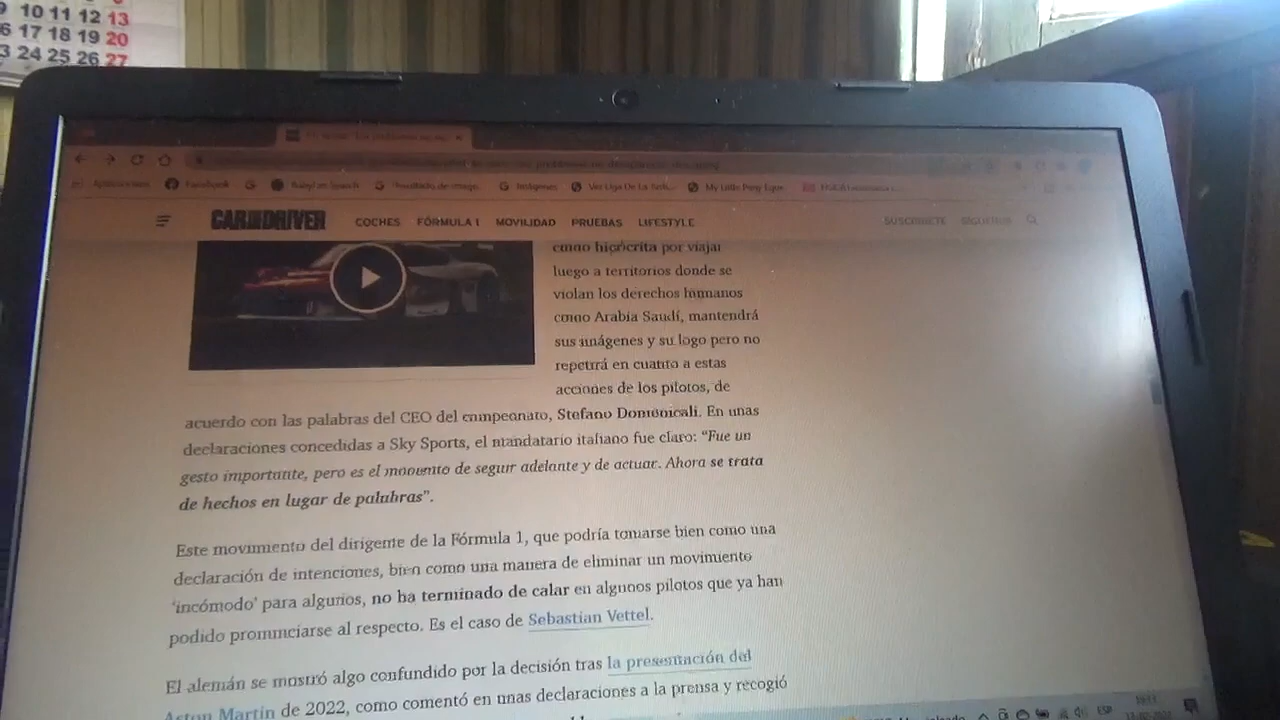 10 11 12 13
17 18 19 20
24 25 26 27
Facebook
Imágenes
CAR AND DRIVER
COCHES FÓRMULA 1 MOVILIDAD PRUEBAS LIFESTYLE
SUSCRÍBETE SÍGUENOS
como hipócrita por viajar
luego a territorios donde se
violan los derechos humanos
como Arabia Saudí, mantendrá
sus imágenes y su logo pero no
repetirá en cuanto a estas
acciones de los pilotos, de
acuerdo con las palabras del CEO del campeonato, Stefano Domenicali. En unas
declaraciones concedidas a Sky Sports, el mandatario italiano fue claro: “Fue un
gesto importante, pero es el momento de seguir adelante y de actuar. Ahora se trata
de hechos en lugar de palabras”.
Este movimiento del dirigente de la Fórmula 1, que podría tomarse bien como una
declaración de intenciones, bien como una manera de eliminar un movimiento
‘incómodo’ para algunos, no ha terminado de calar en algunos pilotos que ya han
podido pronunciarse al respecto. Es el caso de Sebastian Vettel.
El alemán se mostró algo confundido por la decisión tras la presentación del
Aston Martin de 2022, como comentó en unas declaraciones a la prensa y recogió
ESP